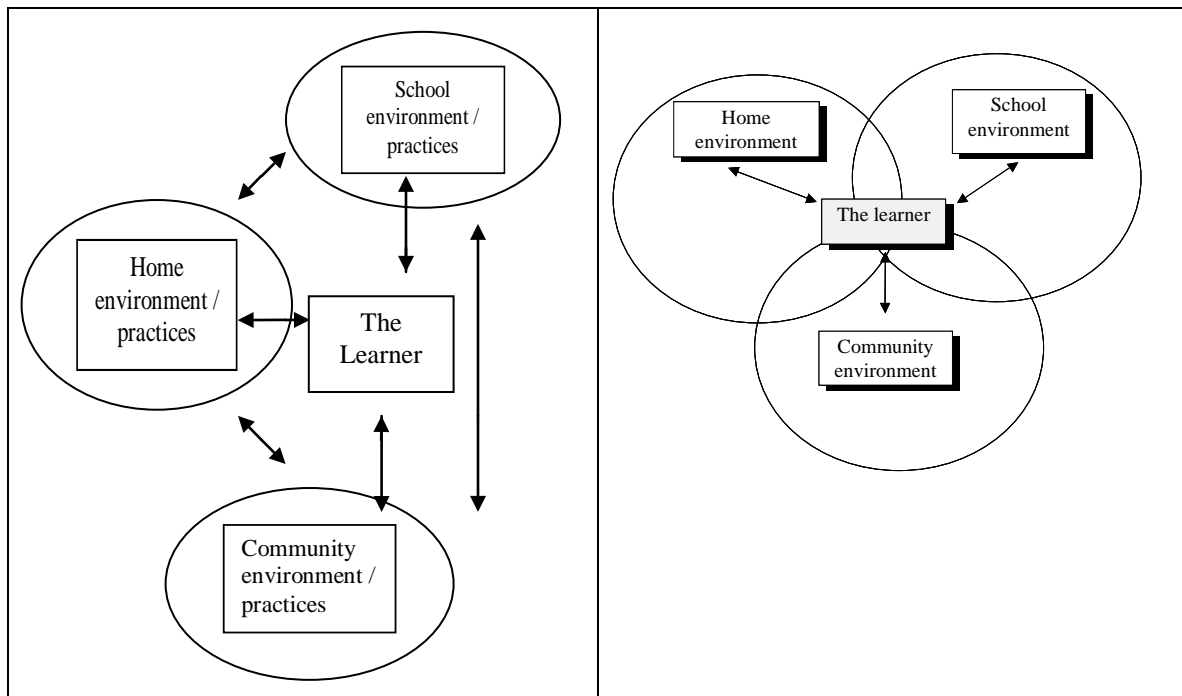 School
environment /
practices
Home
environment /
practices
The
Learner
Community
environment /
practices
Home
environment
School
environment
The learner
Community
environment